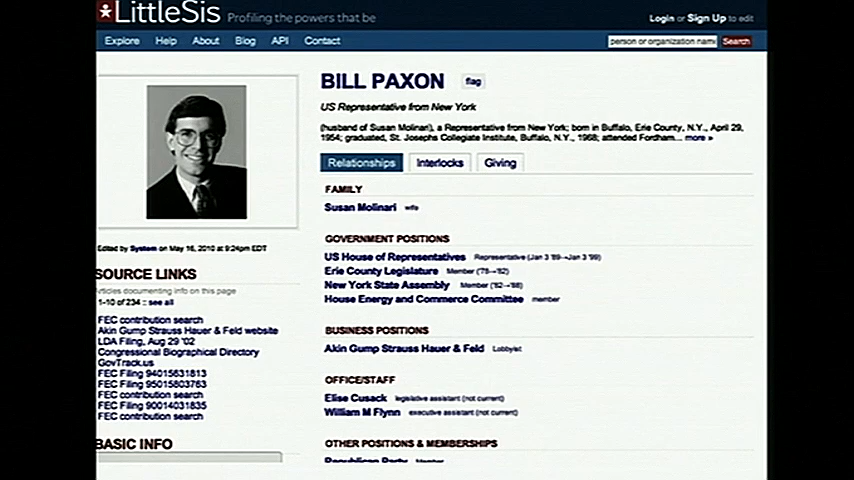 LittleSis Profiling the powers that be
Login or Sign Up to edit
Explore Help About Blog API Contact
person or organization name Search
BILL PAXON flag
US Representative from New York
(husband of Susan Molinari), a Representative from New York; born in Buffalo, Erie County, N.Y., April 29,
1954; graduated, St. Josephs Collegiate Institute, Buffalo, N.Y., 1968; attended Fordham... more »
Relationships Interlocks Giving
FAMILY
Susan Molinari wife
GOVERNMENT POSITIONS
US House of Representatives Representative (Jan 3 '89→Jan 3 '99)
Erie County Legislature Member ('78→'82)
New York State Assembly Member ('82→'88)
House Energy and Commerce Committee member
BUSINESS POSITIONS
Akin Gump Strauss Hauer & Feld Lobbyist
OFFICE/STAFF
Elise Cusack legislative assistant (not current)
William M Flynn executive assistant (not current)
OTHER POSITIONS & MEMBERSHIPS
Republican Party Member
Edited by System on May 16, 2010 at 9:24pm EDT
SOURCE LINKS
Articles documenting info on this page
1-10 of 234 :: see all
FEC contribution search
Akin Gump Strauss Hauer & Feld website
LDA Filing, Aug 29 '02
Congressional Biographical Directory
GovTrack.us
FEC Filing 94015631813
FEC Filing 95015803763
FEC contribution search
FEC Filing 90014031835
FEC contribution search
BASIC INFO